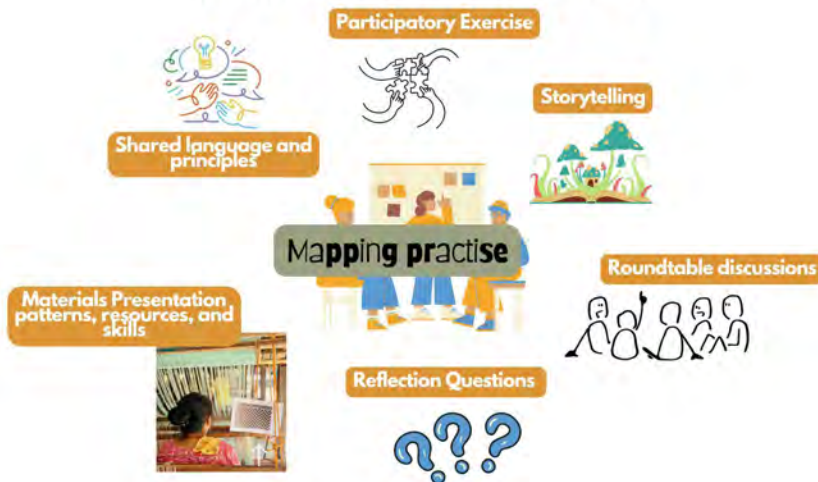 Participatory Exercise
Storytelling
Shared language and
principles
Mapping practise
Roundtable discussions
Materials Presentation
patterns, resources, and
skills
Reflection Questions